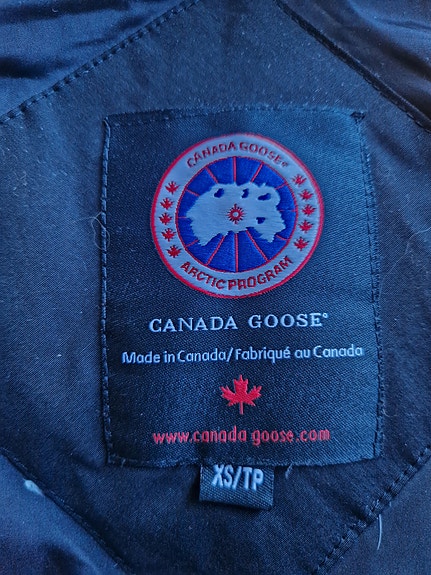 CANADA GOOSE®
ARCTIC PROGRAM
CANADA GOOSE®
Made in Canada/Fabriqué au Canada
www.canada-goose.com
XS/TP